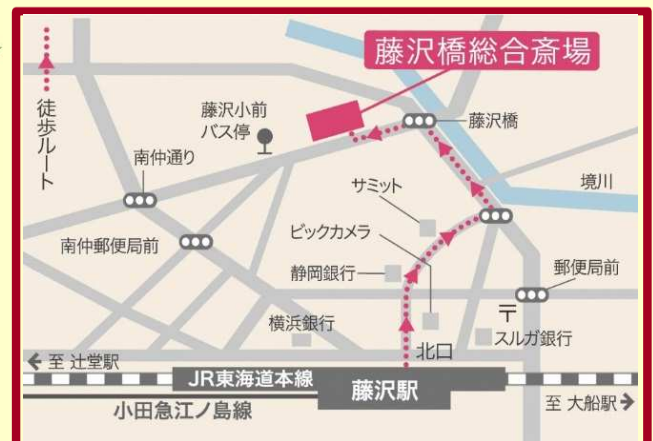 藤沢橋総合斎場
徒歩ルート
藤沢小前
バス停
藤沢橋
南仲通り
サミット
境川
南仲郵便局前
ビックカメラ
静岡銀行
郵便局前
〒
横浜銀行
北口
スルガ銀行
至 辻堂駅
JR東海道本線
藤沢駅
小田急江ノ島線
至 大船駅